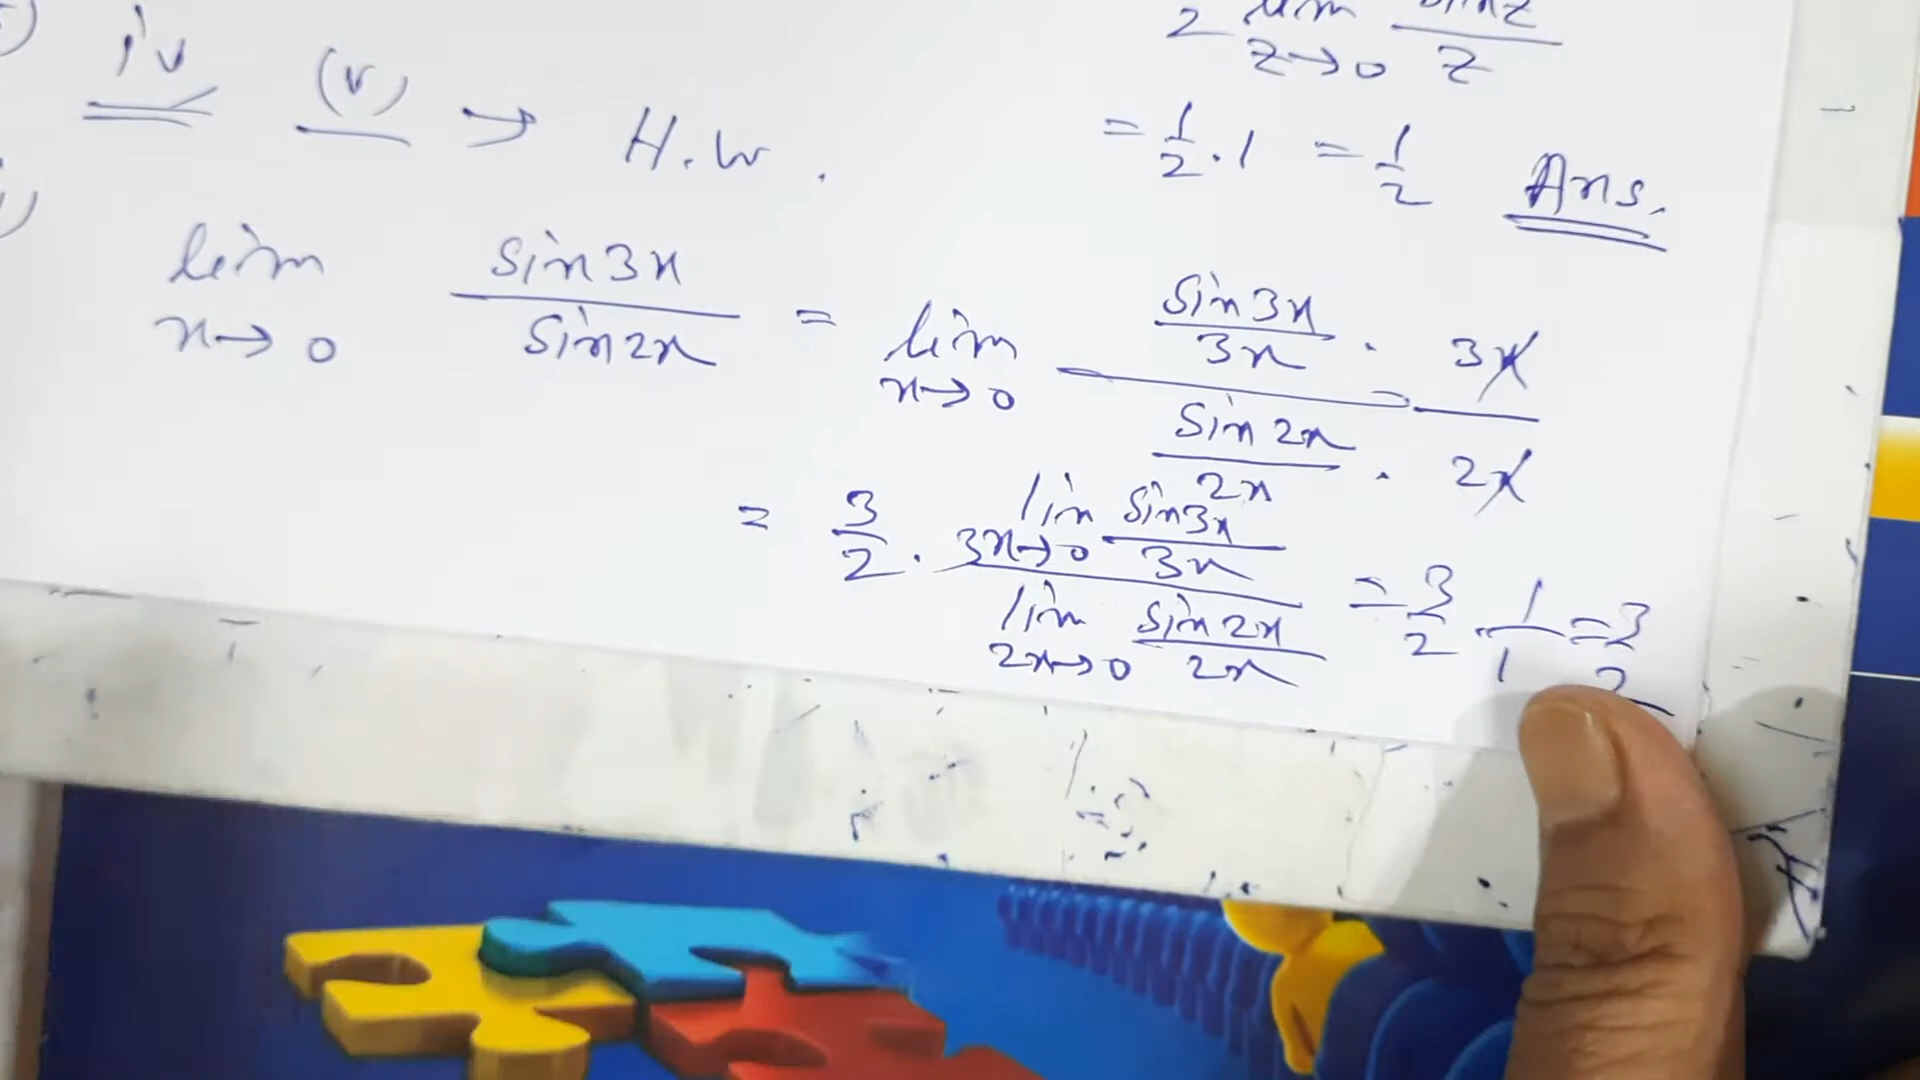 iv (v) → H.W.
2 lim z→0 sinz/z
= 1/2 . 1 = 1/2 Ans.
lim x→0 sin3x/sin2x = lim x→0 (sin3x/3x . 3x)/(sin2x/2x . 2x)
= 3/2 . (lim 3x→0 sin3x/3x)/(lim 2x→0 sin2x/2x) = 3/2 . 1/1 = 3/2